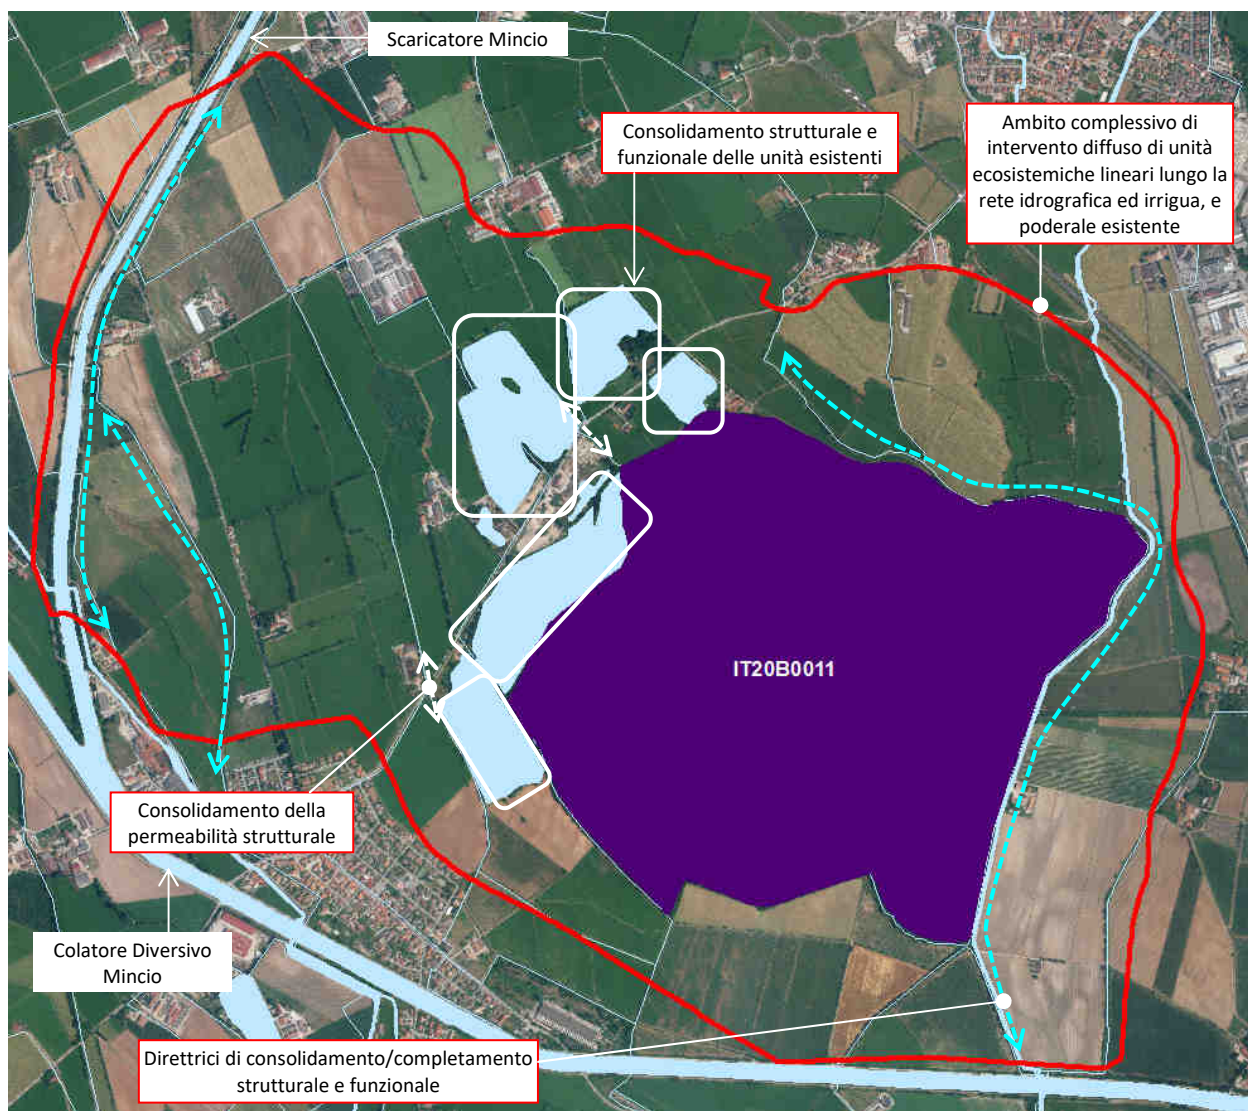 Scaricatore Mincio
Consolidamento strutturale e
funzionale delle unità esistenti
Ambito complessivo di
intervento diffuso di unità
ecosistemiche lineari lungo la
rete idrografica ed irrigua, e
poderale esistente
IT20B0011
Consolidamento della
permeabilità strutturale
Colatore Diversivo
Mincio
Direttrici di consolidamento/completamento
strutturale e funzionale